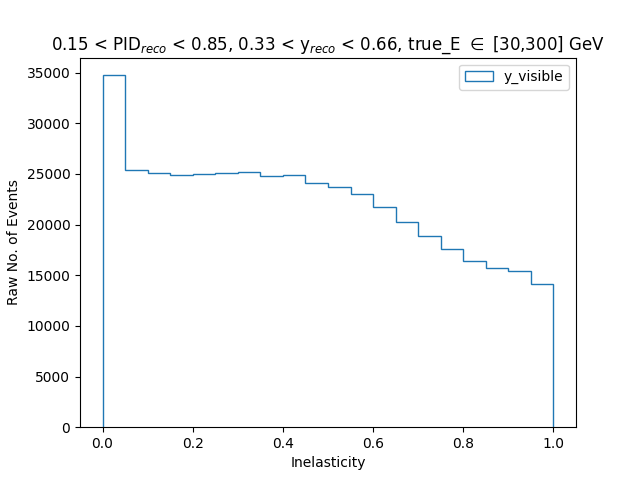 0.15 < PID_reco < 0.85, 0.33 < y_reco < 0.66, true_E ∈ [30,300] GeV
y_visible
35000
30000
25000
20000
15000
10000
5000
0
Raw No. of Events
0.0 0.2 0.4 0.6 0.8 1.0
Inelasticity